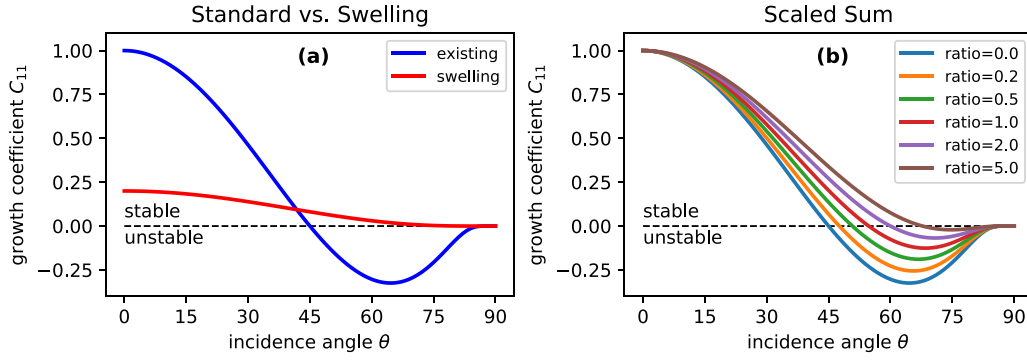 Standard vs. Swelling
(a)
existing
swelling
growth coefficient C11
1.00
0.75
0.50
0.25
0.00
−0.25
stable
unstable
0 15 30 45 60 75 90
incidence angle θ
Scaled Sum
(b)
ratio=0.0
ratio=0.2
ratio=0.5
ratio=1.0
ratio=2.0
ratio=5.0
growth coefficient C11
1.00
0.75
0.50
0.25
0.00
−0.25
stable
unstable
0 15 30 45 60 75 90
incidence angle θ